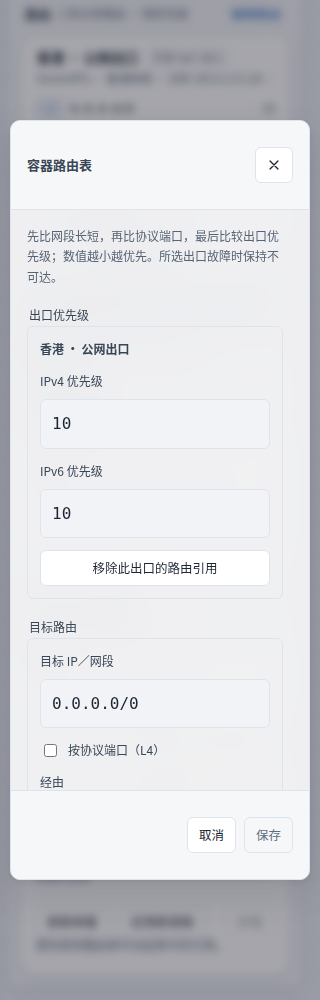 容器路由表
先比网段长短，再比协议端口，最后比较出口优
先级；数值越小越优先。所选出口故障时保持不
可达。
出口优先级
香港 · 公网出口
IPv4 优先级
10
IPv6 优先级
10
移除此出口的路由引用
目标路由
目标 IP／网段
0.0.0.0/0
按协议端口（L4）
经由
取消
保存